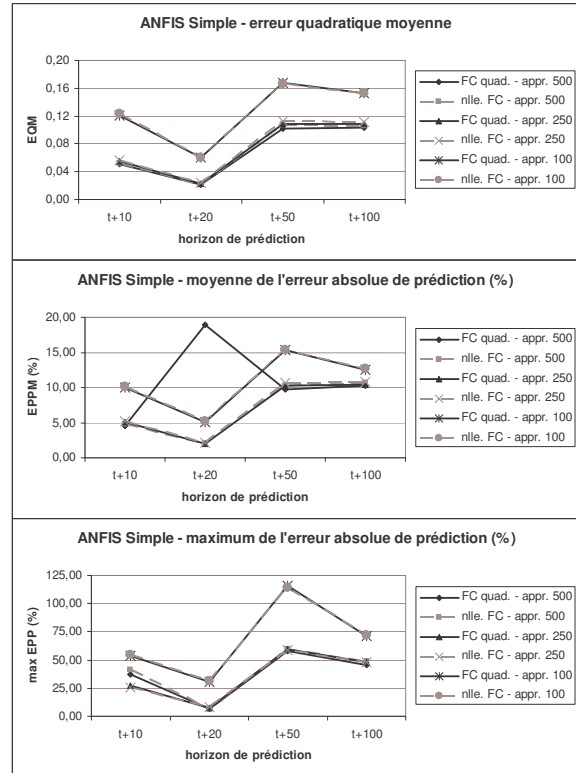 ANFIS Simple - erreur quadratique moyenne
0,20
0,16
0,12
0,08
0,04
0,00
EQM
t+10 t+20 t+50 t+100
horizon de prédiction
FC quad. - appr. 500
nlle. FC - appr. 500
FC quad. - appr. 250
nlle. FC - appr. 250
FC quad. - appr. 100
nlle. FC - appr. 100
ANFIS Simple - moyenne de l'erreur absolue de prédiction (%)
20,00
15,00
10,00
5,00
0,00
EPPM (%)
t+10 t+20 t+50 t+100
horizon de prédiction
FC quad. - appr. 500
nlle. FC - appr. 500
FC quad. - appr. 250
nlle. FC - appr. 250
FC quad. - appr. 100
nlle. FC - appr. 100
ANFIS Simple - maximum de l'erreur absolue de prédiction (%)
125,00
100,00
75,00
50,00
25,00
0,00
max EPP (%)
t+10 t+20 t+50 t+100
horizon de prédiction
FC quad. - appr. 500
nlle. FC - appr. 500
FC quad. - appr. 250
nlle. FC - appr. 250
FC quad. - appr. 100
nlle. FC - appr. 100